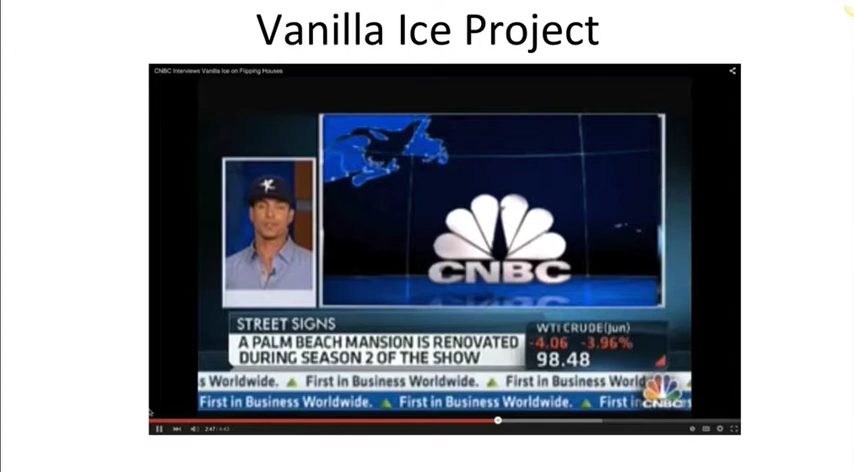 Vanilla Ice Project
CNBC Interviews Vanilla Ice on Flipping Houses
CNBC
STREET SIGNS
A PALM BEACH MANSION IS RENOVATED
DURING SEASON 2 OF THE SHOW
WTI CRUDE(Jun)
-4.06 -3.96%
98.48
s Worldwide. First in Business Worldwide. First in Business World
First in Business Worldwide. First in Business Worldwide. First in
CNBC
2:47 / 4:43